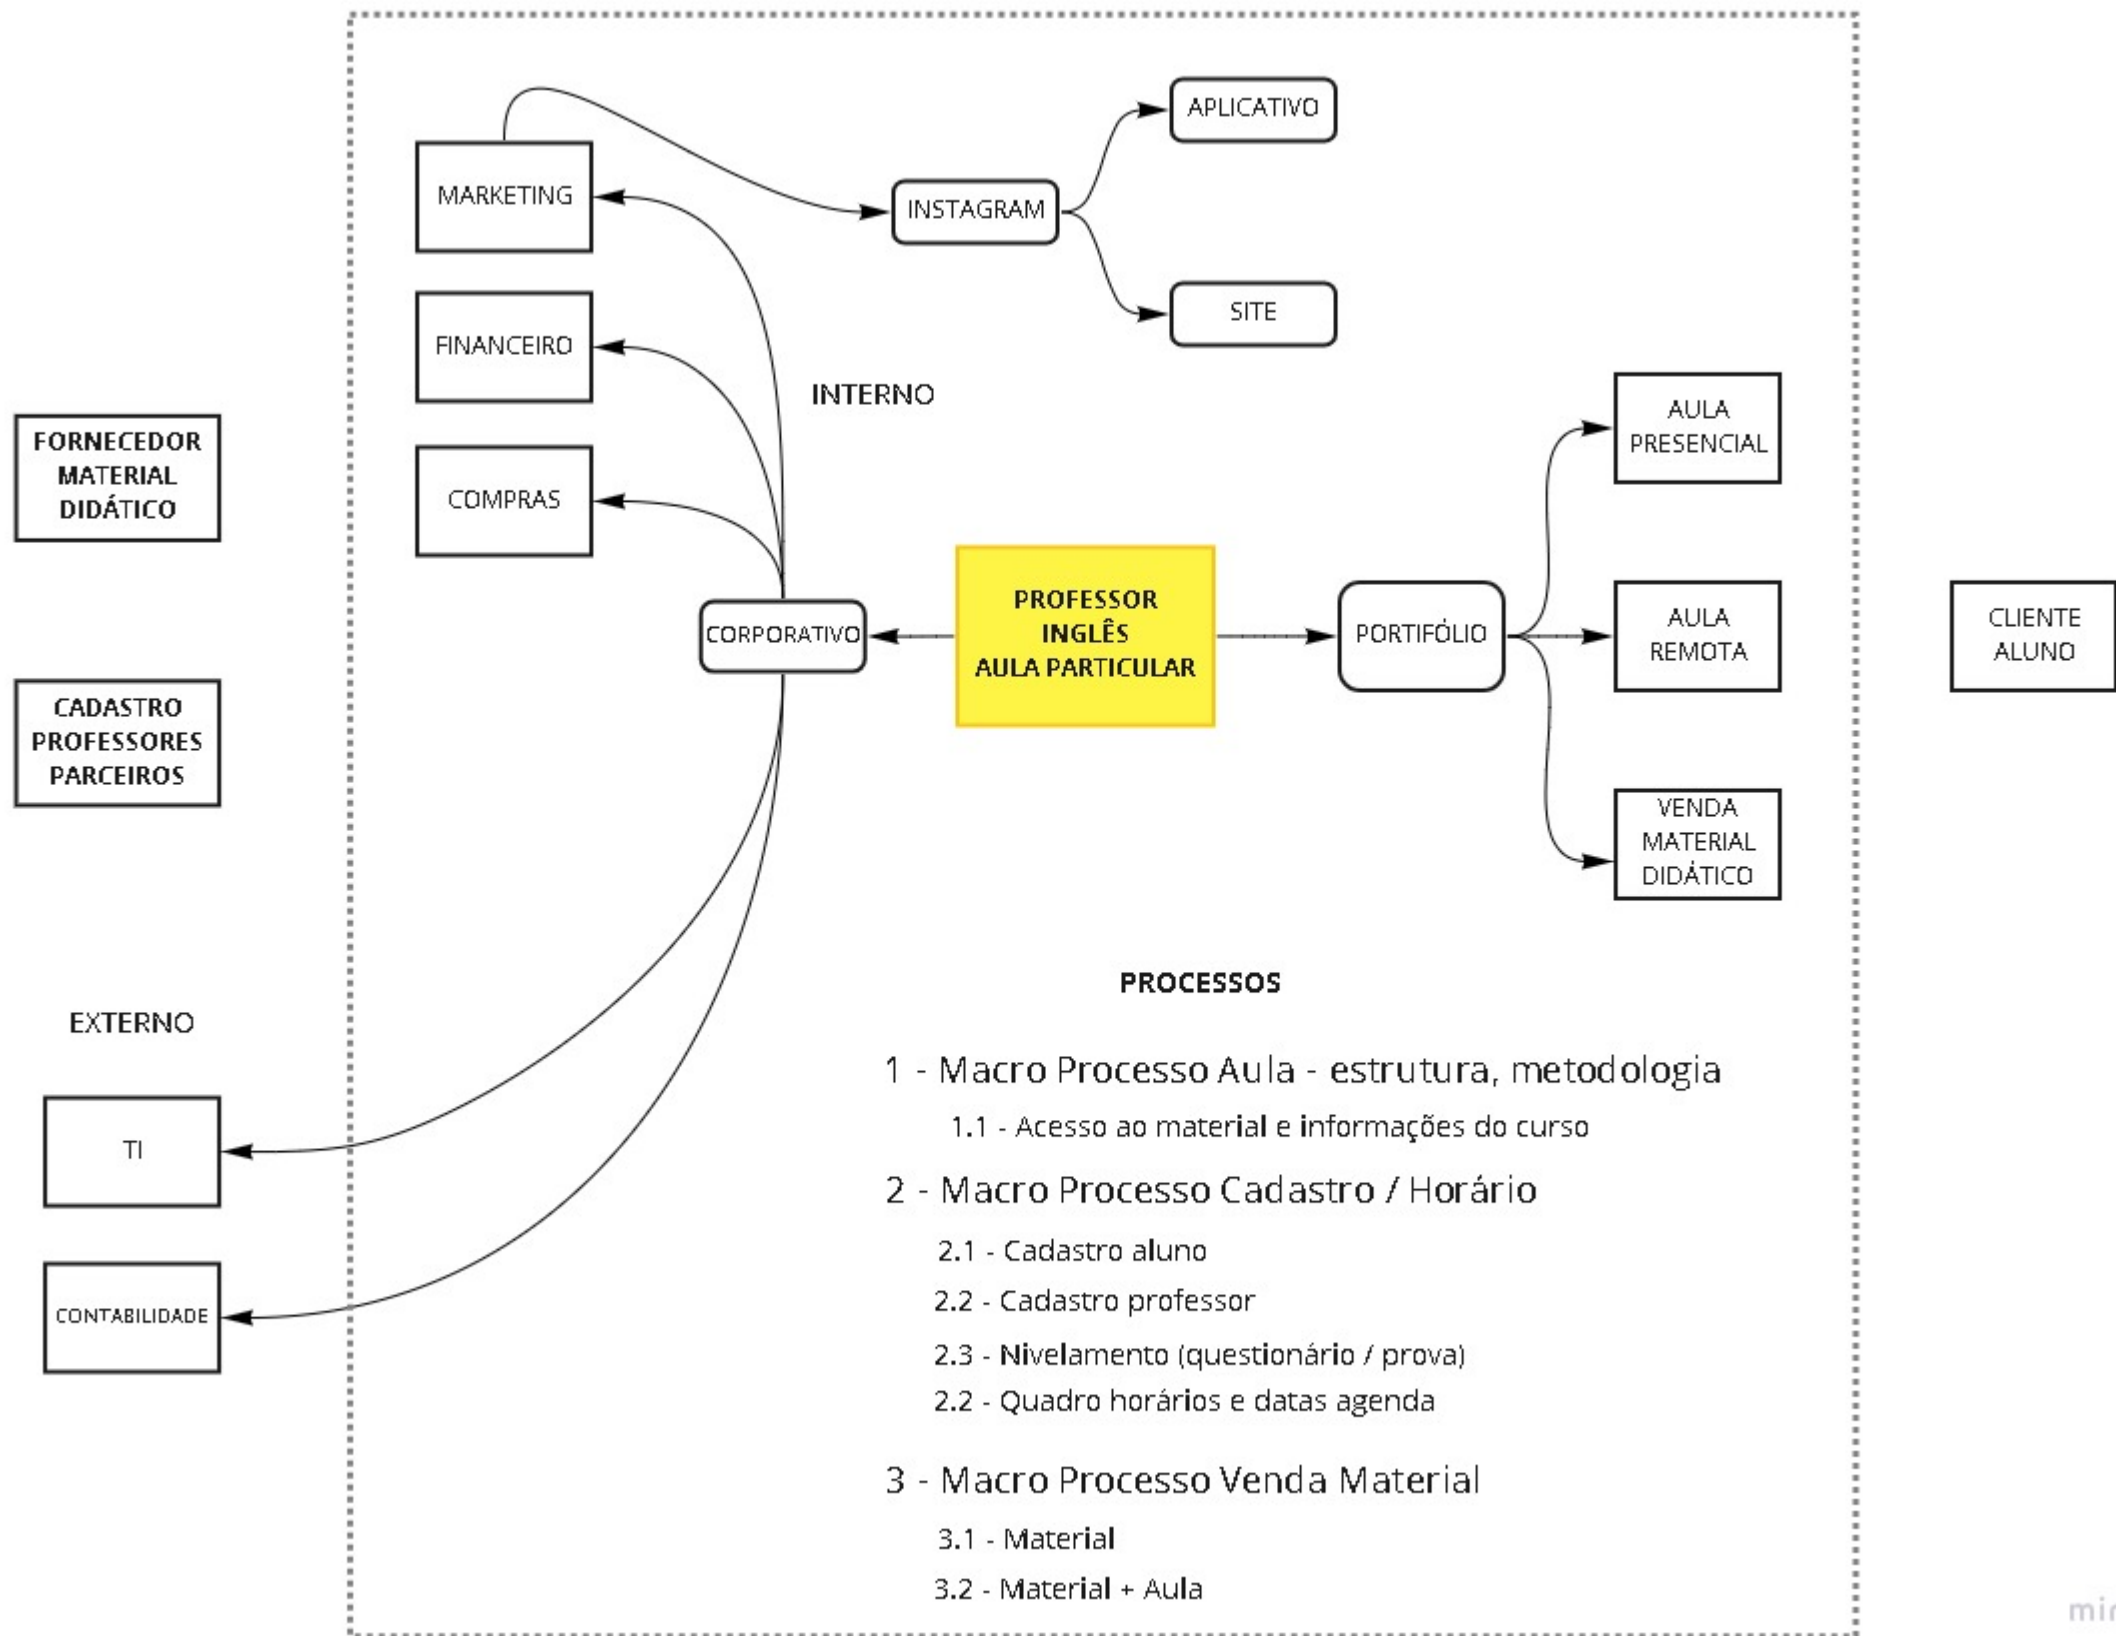 APLICATIVO
MARKETING
INSTAGRAM
SITE
FINANCEIRO
INTERNO
COMPRAS
FORNECEDOR
MATERIAL
DIDÁTICO
CADASTRO
PROFESSORES
PARCEIROS
CORPORATIVO
PROFESSOR
INGLÊS
AULA PARTICULAR
PORTIFÓLIO
AULA
PRESENCIAL
AULA
REMOTA
VENDA
MATERIAL
DIDÁTICO
CLIENTE
ALUNO
EXTERNO
TI
CONTABILIDADE
PROCESSOS
1 - Macro Processo Aula - estrutura, metodologia
1.1 - Acesso ao material e informações do curso
2 - Macro Processo Cadastro / Horário
2.1 - Cadastro aluno
2.2 - Cadastro professor
2.3 - Nivelamento (questionário / prova)
2.2 - Quadro horários e datas agenda
3 - Macro Processo Venda Material
3.1 - Material
3.2 - Material + Aula